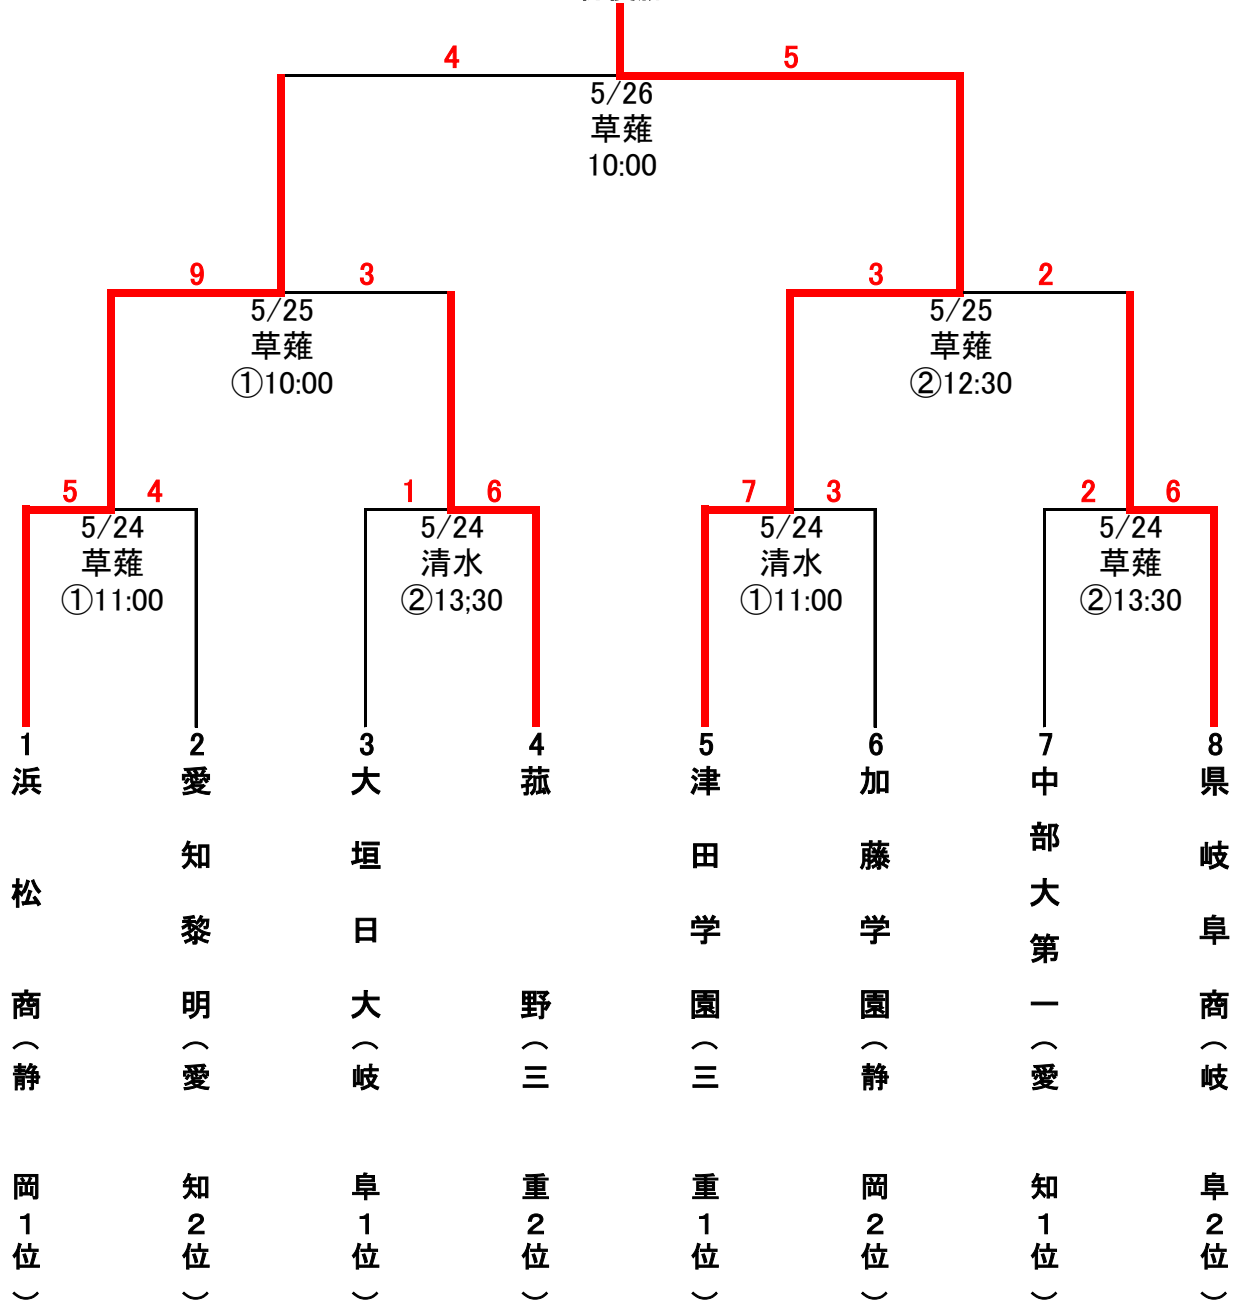 4
5
5/26
草薙
10:00
9
3
5/25
草薙
①10:00
3
2
5/25
草薙
②12:30
5
4
5/24
草薙
①11:00
1
6
5/24
清水
②13;30
7
3
5/24
清水
①11:00
2
6
5/24
草薙
②13:30
1
浜松商(静岡1位)
2
愛知黎明(愛知2位)
3
大垣日大(岐阜1位)
4
菰野(三重2位)
5
津田学園(三重1位)
6
加藤学園(静岡2位)
7
中部大第一(愛知1位)
8
県岐阜商(岐阜2位)